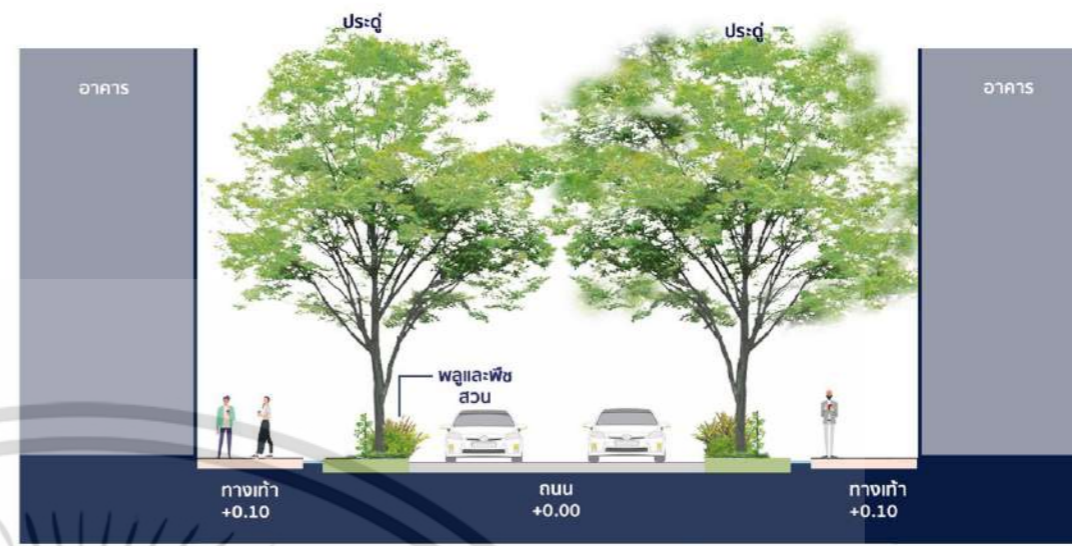 ประดู่
ประดู่
อาคาร
อาคาร
พลูและพืช
สวน
ทางเท้า
+0.10
ถนน
+0.00
ทางเท้า
+0.10